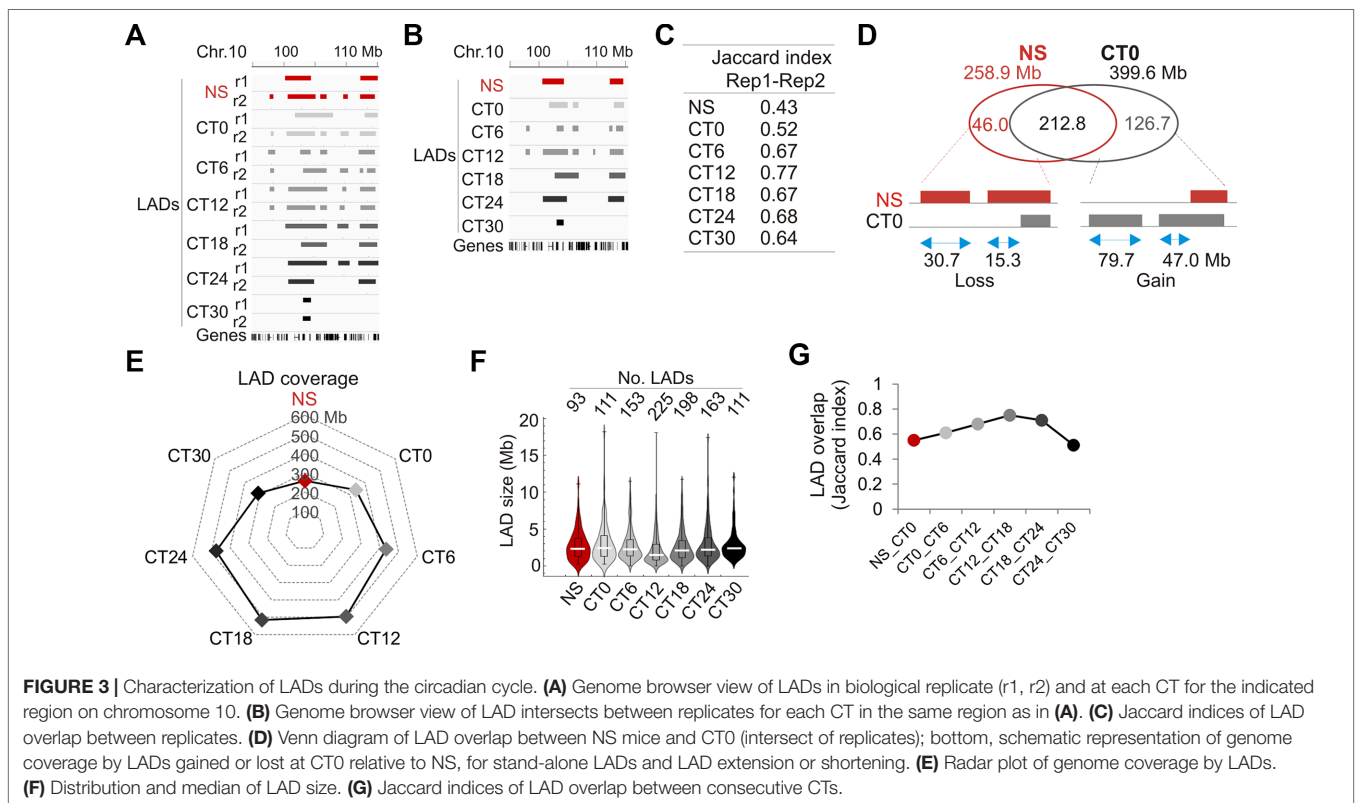 A
Chr.10 100 110 Mb
LADs
NS r1
r2
CT0 r1
r2
CT6 r1
r2
CT12 r1
r2
CT18 r1
r2
CT24 r1
r2
CT30 r1
r2
Genes
B
Chr.10 100 110 Mb
LADs
NS
CT0
CT6
CT12
CT18
CT24
CT30
Genes
C
Jaccard index
Rep1-Rep2
NS 0.43
CT0 0.52
CT6 0.67
CT12 0.77
CT18 0.67
CT24 0.68
CT30 0.64
D
NS CT0
258.9 Mb 399.6 Mb
46.0 212.8 126.7
NS
CT0
30.7 15.3 79.7 47.0 Mb
Loss Gain
E
LAD coverage
NS
600 Mb
500
400
300
200
100
CT0
CT6
CT12
CT18
CT24
CT30
F
No. LADs
93 111 153 225 198 163 111
LAD size (Mb)
20
15
10
5
0
NS CT0 CT6 CT12 CT18 CT24 CT30
G
LAD overlap
(Jaccard index)
1
0.8
0.6
0.4
0.2
0
NS_CT0 CT0_CT6 CT6_CT12 CT12_CT18 CT18_CT24 CT24_CT30
FIGURE 3 | Characterization of LADs during the circadian cycle. (A) Genome browser view of LADs in biological replicate (r1, r2) and at each CT for the indicated
region on chromosome 10. (B) Genome browser view of LAD intersects between replicates for each CT in the same region as in (A). (C) Jaccard indices of LAD
overlap between replicates. (D) Venn diagram of LAD overlap between NS mice and CT0 (intersect of replicates); bottom, schematic representation of genome
coverage by LADs gained or lost at CT0 relative to NS, for stand-alone LADs and LAD extension or shortening. (E) Radar plot of genome coverage by LADs.
(F) Distribution and median of LAD size. (G) Jaccard indices of LAD overlap between consecutive CTs.